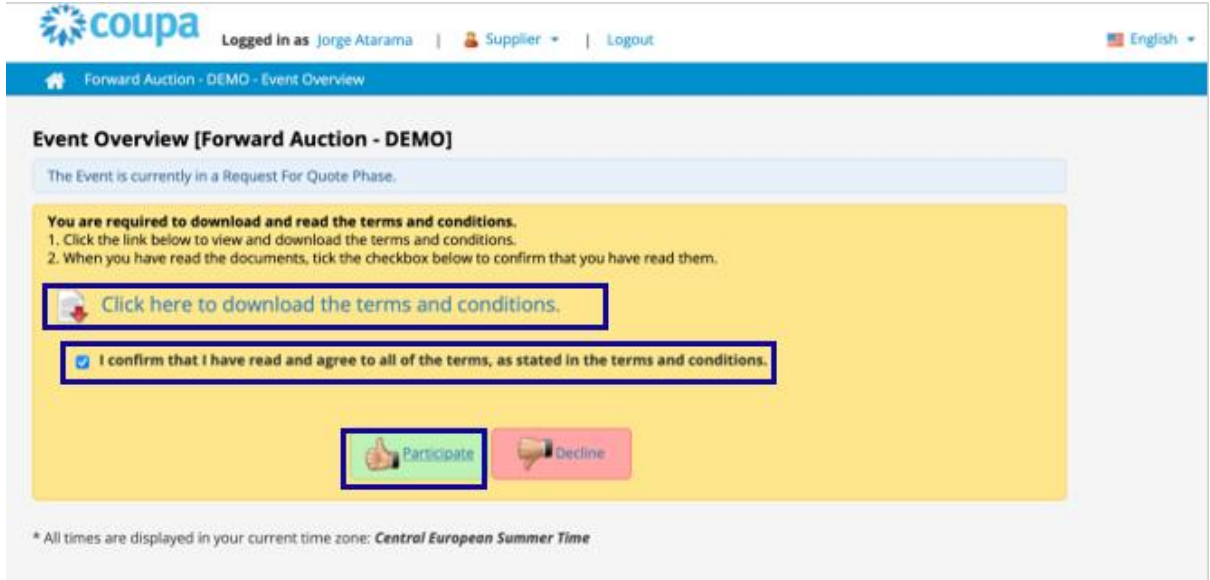 coupa
Logged in as Jorge Atarama | Supplier | Logout
English
Forward Auction - DEMO - Event Overview
Event Overview [Forward Auction - DEMO]
The Event is currently in a Request For Quote Phase.
You are required to download and read the terms and conditions.
1. Click the link below to view and download the terms and conditions.
2. When you have read the documents, tick the checkbox below to confirm that you have read them.
Click here to download the terms and conditions.
I confirm that I have read and agree to all of the terms, as stated in the terms and conditions.
Participate
Decline
* All times are displayed in your current time zone: Central European Summer Time